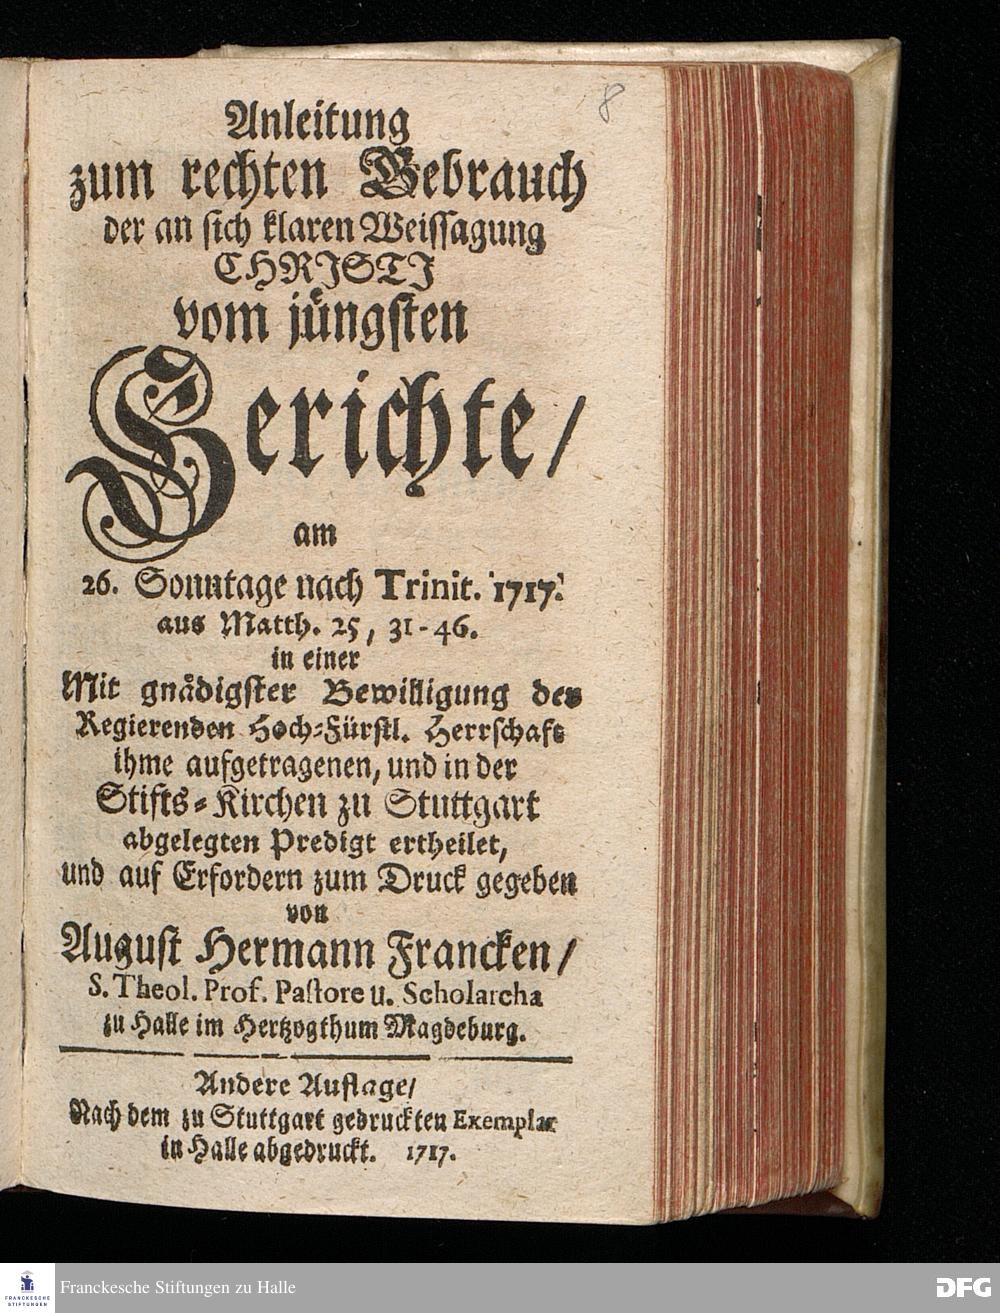 8
Anleitung
zum rechten Gebrauch
der an sich klaren Weissagung
CHRISTI
vom jüngsten
Gerichte/
am
26. Sonntage nach Trinit. 1717.
aus Matth. 25, 31-46.
in einer
Mit gnädigster Bewilligung der
Regierenden Hoch-Fürstl. Herrschaft
ihme aufgetragenen, und in der
Stifts-Kirchen zu Stuttgart
abgelegten Predigt ertheilet,
und auf Erfordern zum Druck gegeben
von
August Hermann Francken/
S. Theol. Prof. Pastore u. Scholarcha
zu Halle im Hertzogthum Magdeburg.
Andere Auflage/
Nach dem zu Stuttgart gedruckten Exemplar
in Halle abgedruckt. 1717.
FRANCKESCHE
STIFTUNGEN
Franckesche Stiftungen zu Halle
DFG